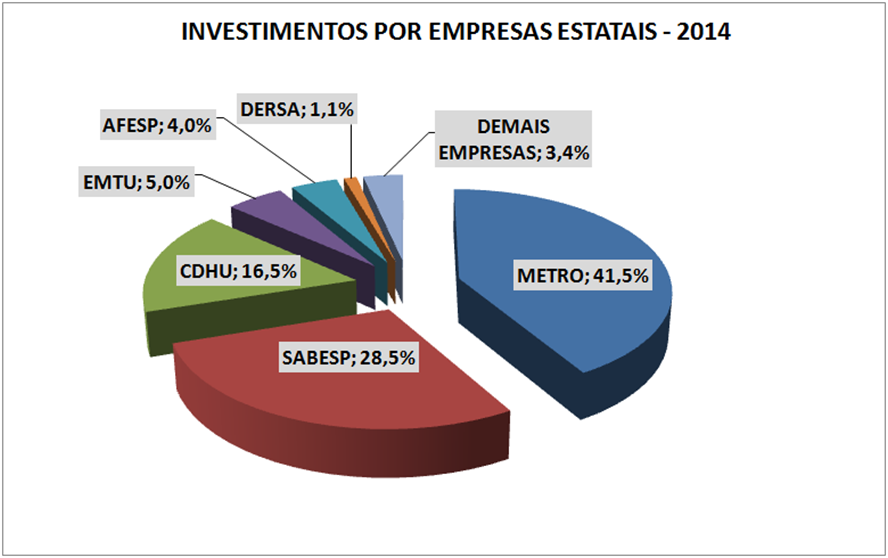 INVESTIMENTOS POR EMPRESAS ESTATAIS - 2014
DERSA; 1,1%
AFESP; 4,0%
DEMAIS
EMPRESAS; 3,4%
EMTU; 5,0%
CDHU; 16,5%
METRO; 41,5%
SABESP; 28,5%